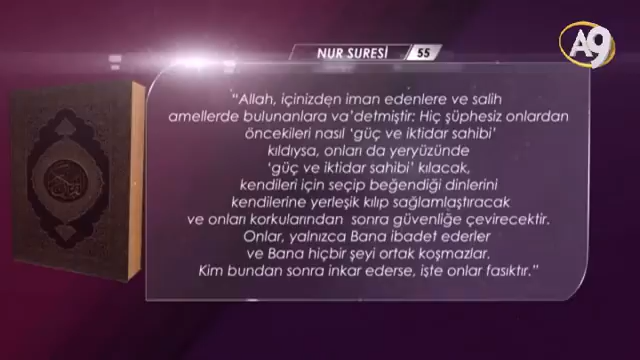 NUR SURESİ 55
A9
"Allah, içinizden iman edenlere ve salih
amellerde bulunanlara va'detmiştir: Hiç şüphesiz onlardan
öncekileri nasıl 'güç ve iktidar sahibi'
kıldıysa, onları da yeryüzünde
'güç ve iktidar sahibi' kılacak,
kendileri için seçip beğendiği dinlerini
kendilerine yerleşik kılıp sağlamlaştıracak
ve onları korkularından sonra güvenliğe çevirecektir.
Onlar, yalnızca Bana ibadet ederler
ve Bana hiçbir şeyi ortak koşmazlar.
Kim bundan sonra inkar ederse, işte onlar fasıktır."